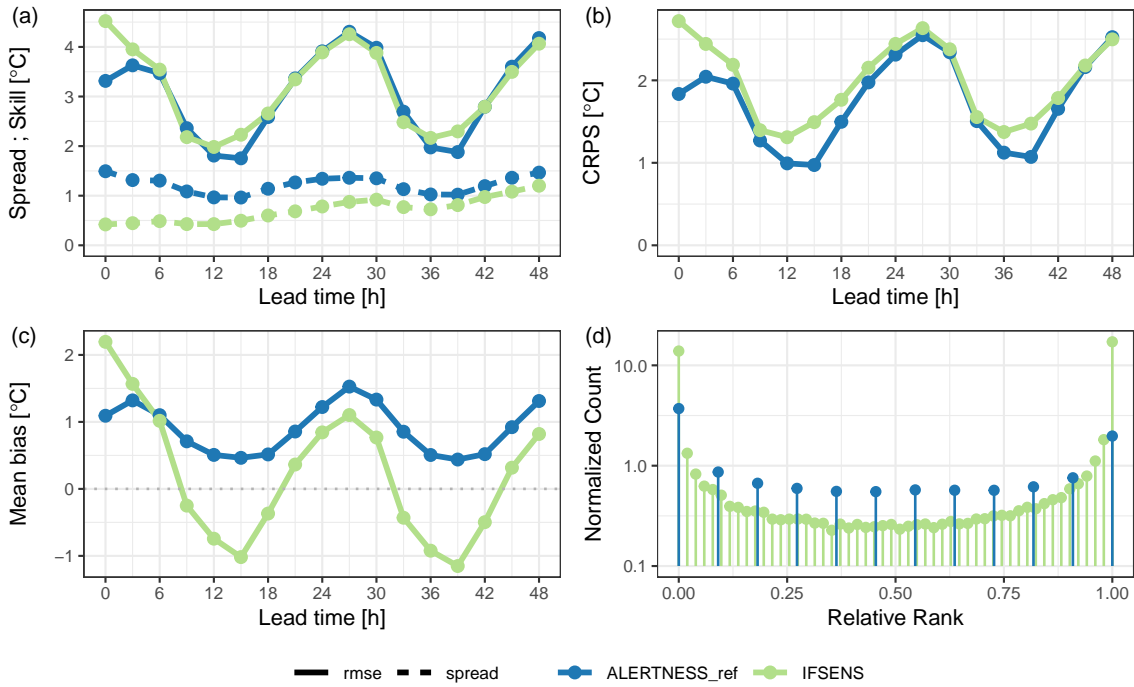 (a)
Spread ; Skill [°C]
4
3
2
1
0
0 6 12 18 24 30 36 42 48
Lead time [h]
(b)
CRPS [°C]
2
1
0
0 6 12 18 24 30 36 42 48
Lead time [h]
(c)
Mean bias [°C]
2
1
0
−1
0 6 12 18 24 30 36 42 48
Lead time [h]
(d)
Normalized Count
10.0
1.0
0.1
0.00 0.25 0.50 0.75 1.00
Relative Rank
rmse spread ALERTNESS_ref IFSENS